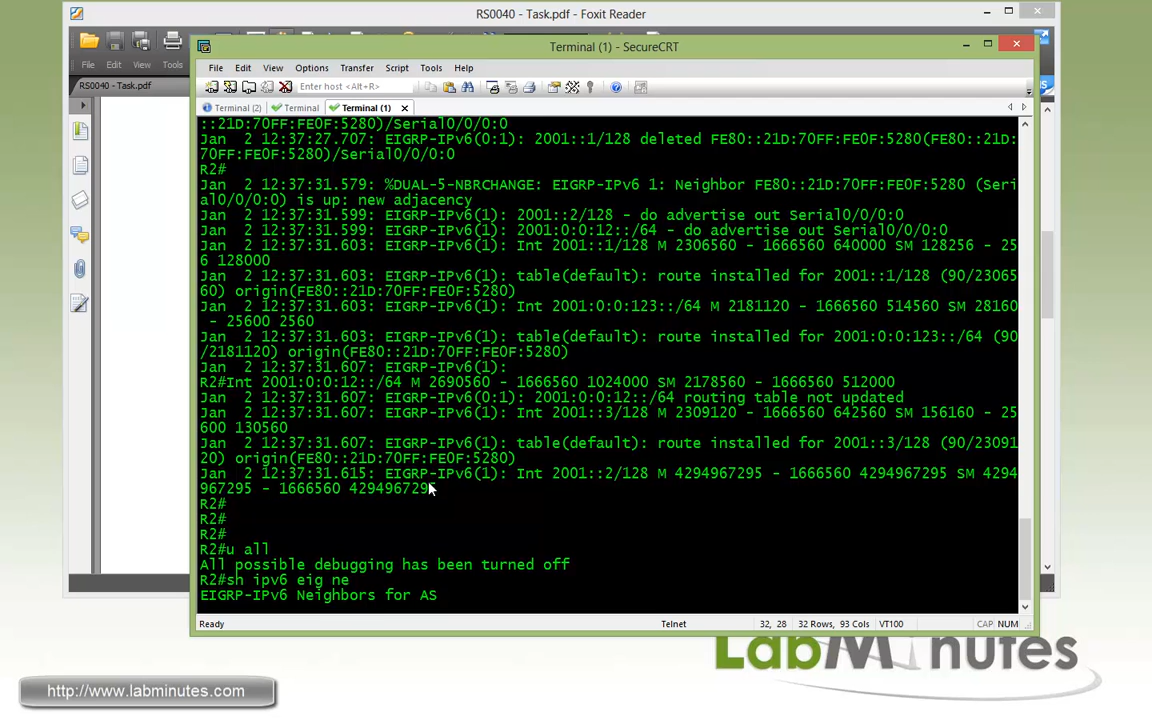 RS0040 - Task.pdf - Foxit Reader
File Edit View Tools
RS0040 - Task.pdf
Terminal (1) - SecureCRT
File Edit View Options Transfer Script Tools Help
Enter host <Alt+R>
Terminal (2) Terminal Terminal (1)
::21D:70FF:FE0F:5280)/Serial0/0/0:0
Jan  2 12:37:27.707: EIGRP-IPv6(0:1): 2001::1/128 deleted FE80::21D:70FF:FE0F:5280(FE80::21D:
70FF:FE0F:5280)/Serial0/0/0:0
R2#
Jan  2 12:37:31.579: %DUAL-5-NBRCHANGE: EIGRP-IPv6 1: Neighbor FE80::21D:70FF:FE0F:5280 (Seri
al0/0/0:0) is up: new adjacency
Jan  2 12:37:31.599: EIGRP-IPv6(1): 2001::2/128 - do advertise out Serial0/0/0:0
Jan  2 12:37:31.599: EIGRP-IPv6(1): 2001:0:0:12::/64 - do advertise out Serial0/0/0:0
Jan  2 12:37:31.603: EIGRP-IPv6(1): Int 2001::1/128 M 2306560 - 1666560 640000 SM 128256 - 25
6 128000
Jan  2 12:37:31.603: EIGRP-IPv6(1): table(default): route installed for 2001::1/128 (90/23065
60) origin(FE80::21D:70FF:FE0F:5280)
Jan  2 12:37:31.603: EIGRP-IPv6(1): Int 2001:0:0:123::/64 M 2181120 - 1666560 514560 SM 28160
- 25600 2560
Jan  2 12:37:31.603: EIGRP-IPv6(1): table(default): route installed for 2001:0:0:123::/64 (90
/2181120) origin(FE80::21D:70FF:FE0F:5280)
Jan  2 12:37:31.607: EIGRP-IPv6(1):
R2#Int 2001:0:0:12::/64 M 2690560 - 1666560 1024000 SM 2178560 - 1666560 512000
Jan  2 12:37:31.607: EIGRP-IPv6(0:1): 2001:0:0:12::/64 routing table not updated
Jan  2 12:37:31.607: EIGRP-IPv6(1): Int 2001::3/128 M 2309120 - 1666560 642560 SM 156160 - 25
600 130560
Jan  2 12:37:31.607: EIGRP-IPv6(1): table(default): route installed for 2001::3/128 (90/23091
20) origin(FE80::21D:70FF:FE0F:5280)
Jan  2 12:37:31.615: EIGRP-IPv6(1): Int 2001::2/128 M 4294967295 - 1666560 4294967295 SM 4294
967295 - 1666560 4294967295
R2#
R2#
R2#
R2#u all
All possible debugging has been turned off
R2#sh ipv6 eig ne
EIGRP-IPv6 Neighbors for AS
Ready Telnet 32, 28 32 Rows, 93 Cols VT100 CAP NUM
LabMinutes
http://www.labminutes.com